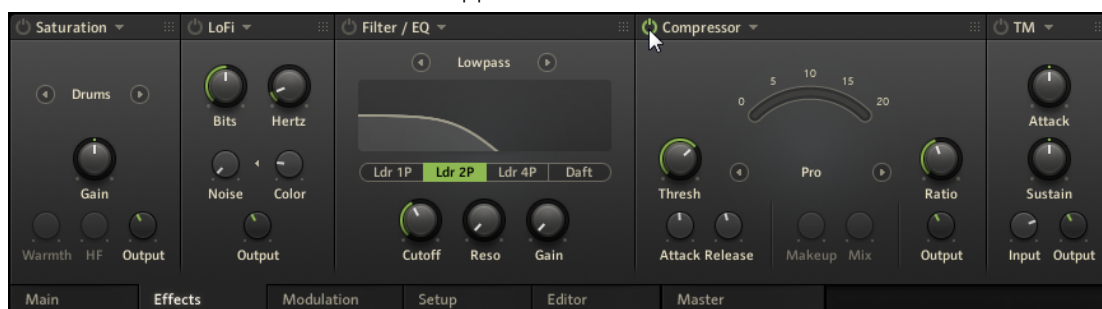 Saturation
LoFi
Filter / EQ
Compressor
TM
Drums
Gain
Warmth HF Output
Bits Hertz
Noise Color
Output
Lowpass
Ldr 1P Ldr 2P Ldr 4P Daft
Cutoff Reso Gain
0 5 10 15 20
Thresh Pro Ratio
Attack Release Makeup Mix Output
Attack
Sustain
Input Output
Main Effects Modulation Setup Editor Master